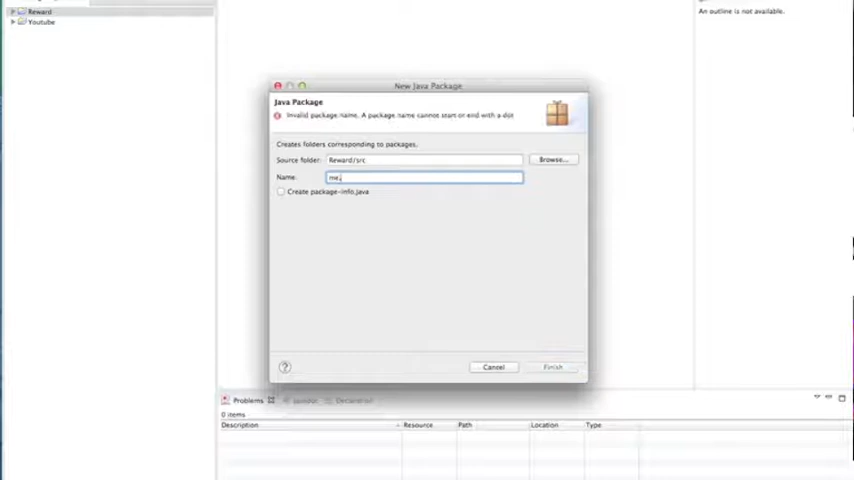 Reward
Youtube
An outline is not available.
New Java Package
Java Package
Invalid package name. A package name cannot start or end with a dot
Creates folders corresponding to packages.
Source folder: Reward/src Browse...
Name: me.
Create package-info.java
? Cancel Finish
Problems Javadoc Declaration
0 items
Description Resource Path Location Type